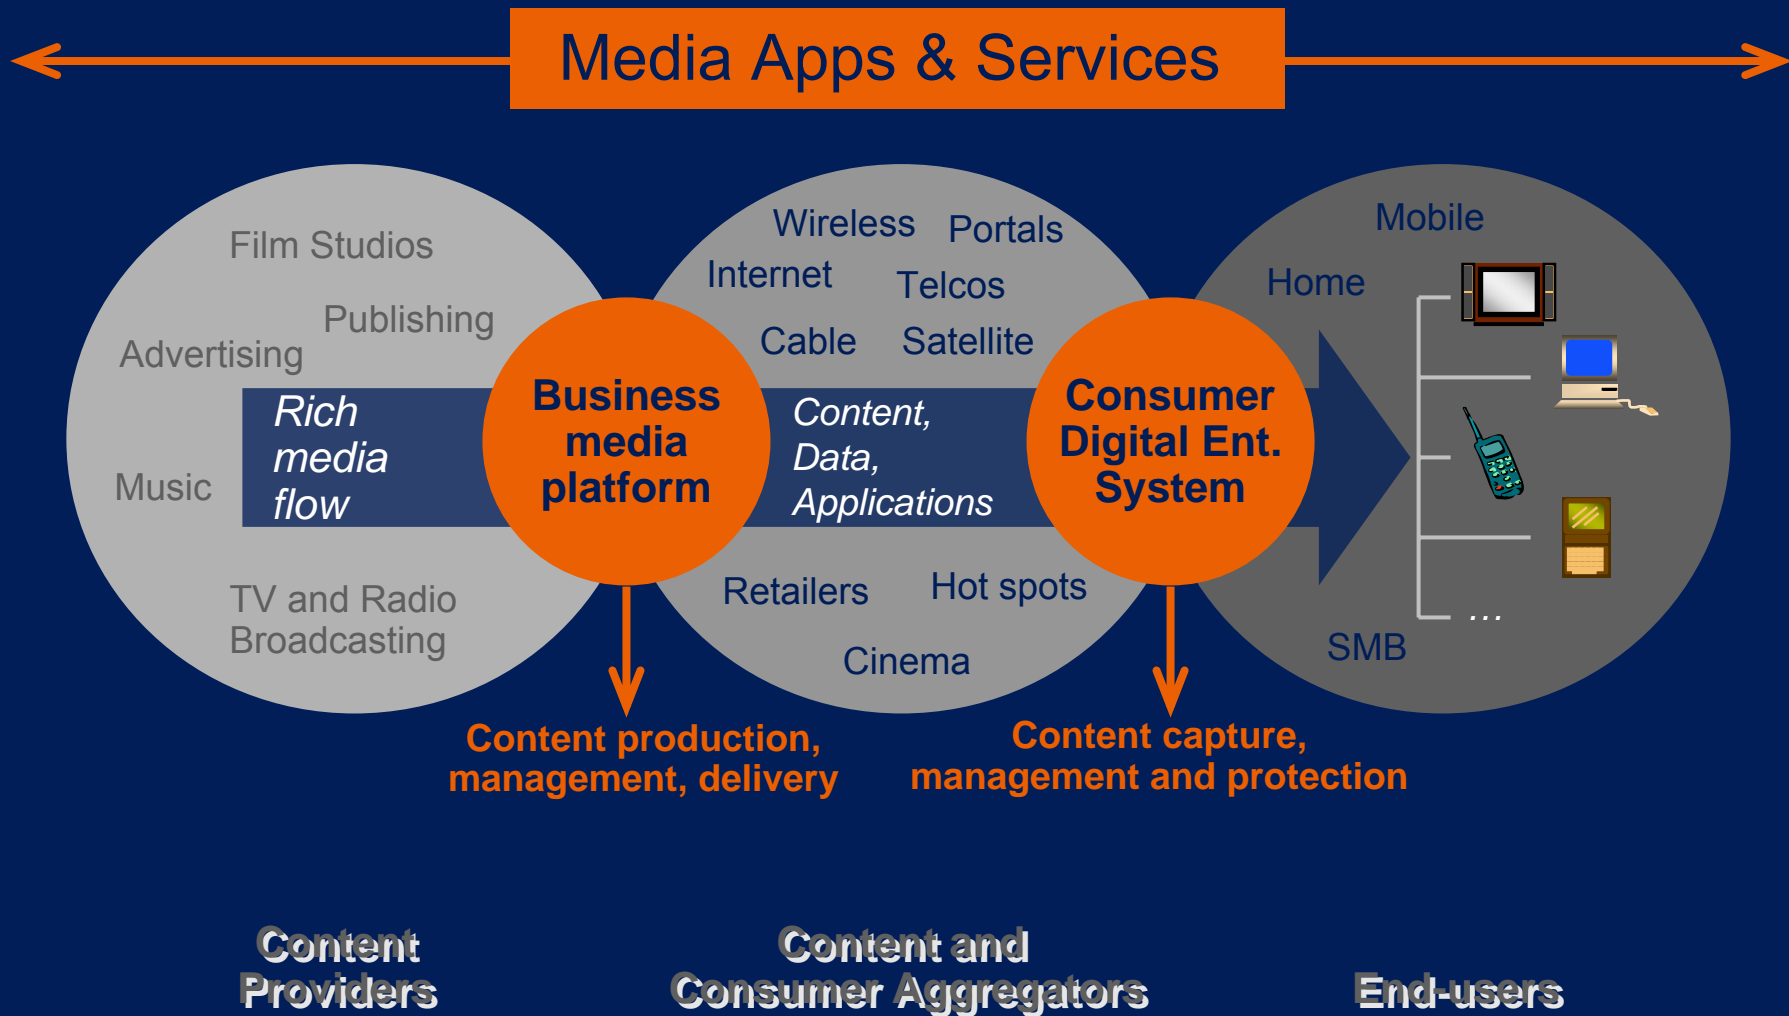 Media Apps & Services
Film Studios
Publishing
Advertising
Rich
media
flow
Music
TV and Radio
Broadcasting
Business
media
platform
Wireless
Portals
Internet
Telcos
Cable
Satellite
Content,
Data,
Applications
Retailers
Hot spots
Cinema
Consumer
Digital Ent.
System
Mobile
Home
SMB
...
Content production,
management, delivery
Content capture,
management and protection
Content
Providers
Content and
Consumer Aggregators
End-users